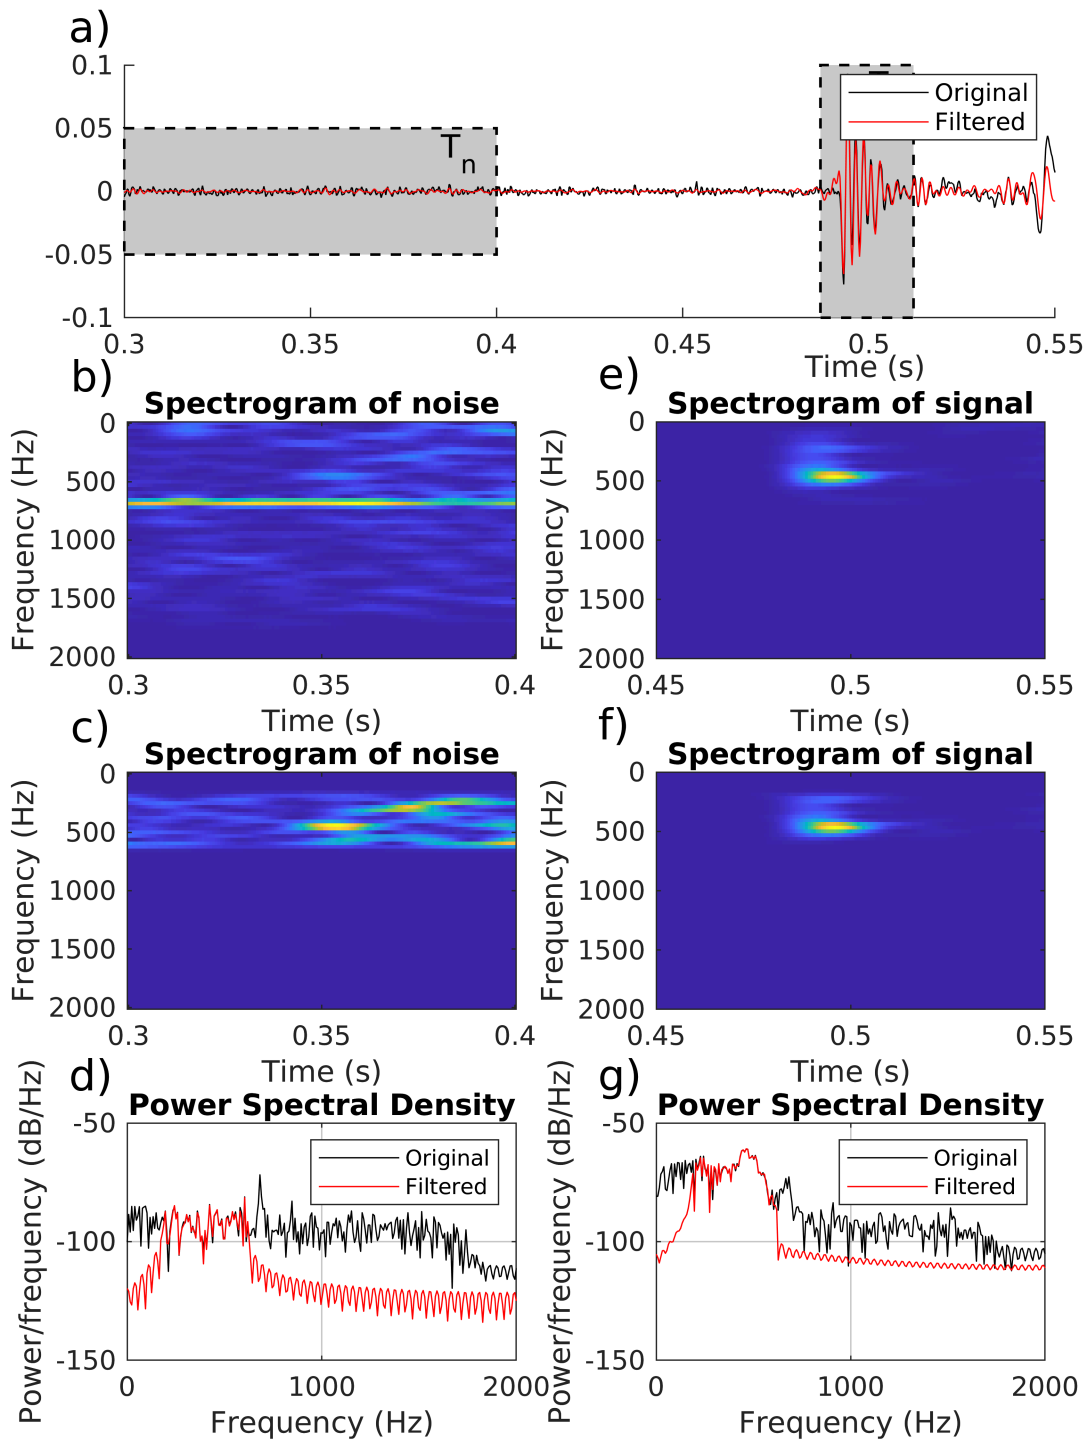 a)
0.1
0.05
0
-0.05
-0.1
Tn
Original
Filtered
0.3 0.35 0.4 0.45 0.5 0.55
Time (s)
b)
Spectrogram of noise
Frequency (Hz)
0
500
1000
1500
2000
0.3 0.35 0.4
Time (s)
e)
Spectrogram of signal
Frequency (Hz)
0
500
1000
1500
2000
0.45 0.5 0.55
Time (s)
c)
Spectrogram of noise
Frequency (Hz)
0
500
1000
1500
2000
0.3 0.35 0.4
Time (s)
f)
Spectrogram of signal
Frequency (Hz)
0
500
1000
1500
2000
0.45 0.5 0.55
Time (s)
d)
Power Spectral Density
Power/frequency (dB/Hz)
-50
-100
-150
Original
Filtered
0 1000 2000
Frequency (Hz)
g)
Power Spectral Density
Power/frequency (dB/Hz)
-50
-100
-150
Original
Filtered
0 1000 2000
Frequency (Hz)